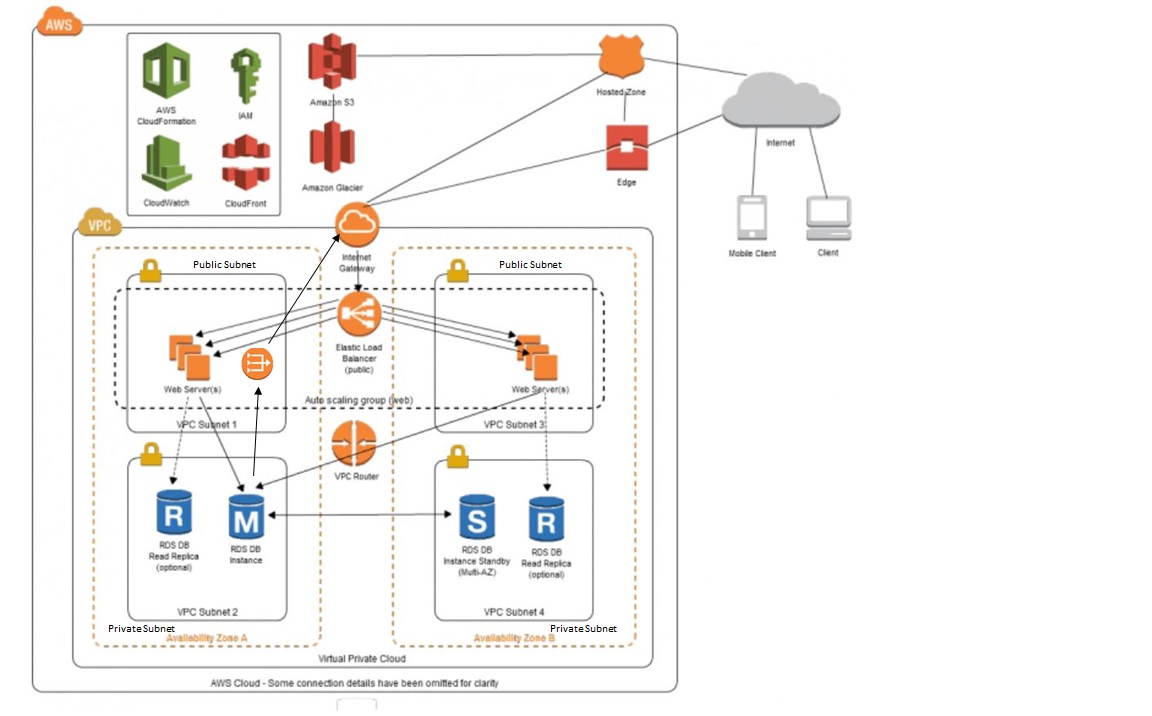 AWS
AWS
CloudFormation
IAM
CloudWatch
CloudFront
Amazon S3
Amazon Glacier
Hosted Zone
Edge
Internet
Mobile Client
Client
VPC
Internet
Gateway
Public Subnet
Public Subnet
Elastic Load
Balancer
(public)
Web Server(s)
Web Server(s)
Auto scaling group (web)
VPC Subnet 1
VPC Subnet 3
VPC Router
R
M
S
R
RDS DB
Read Replica
(optional)
RDS DB
Instance
RDS DB
Instance Standby
(Multi-AZ)
RDS DB
Read Replica
(optional)
VPC Subnet 2
VPC Subnet 4
Private Subnet
Private Subnet
Availability Zone A
Availability Zone B
Virtual Private Cloud
AWS Cloud - Some connection details have been omitted for clarity